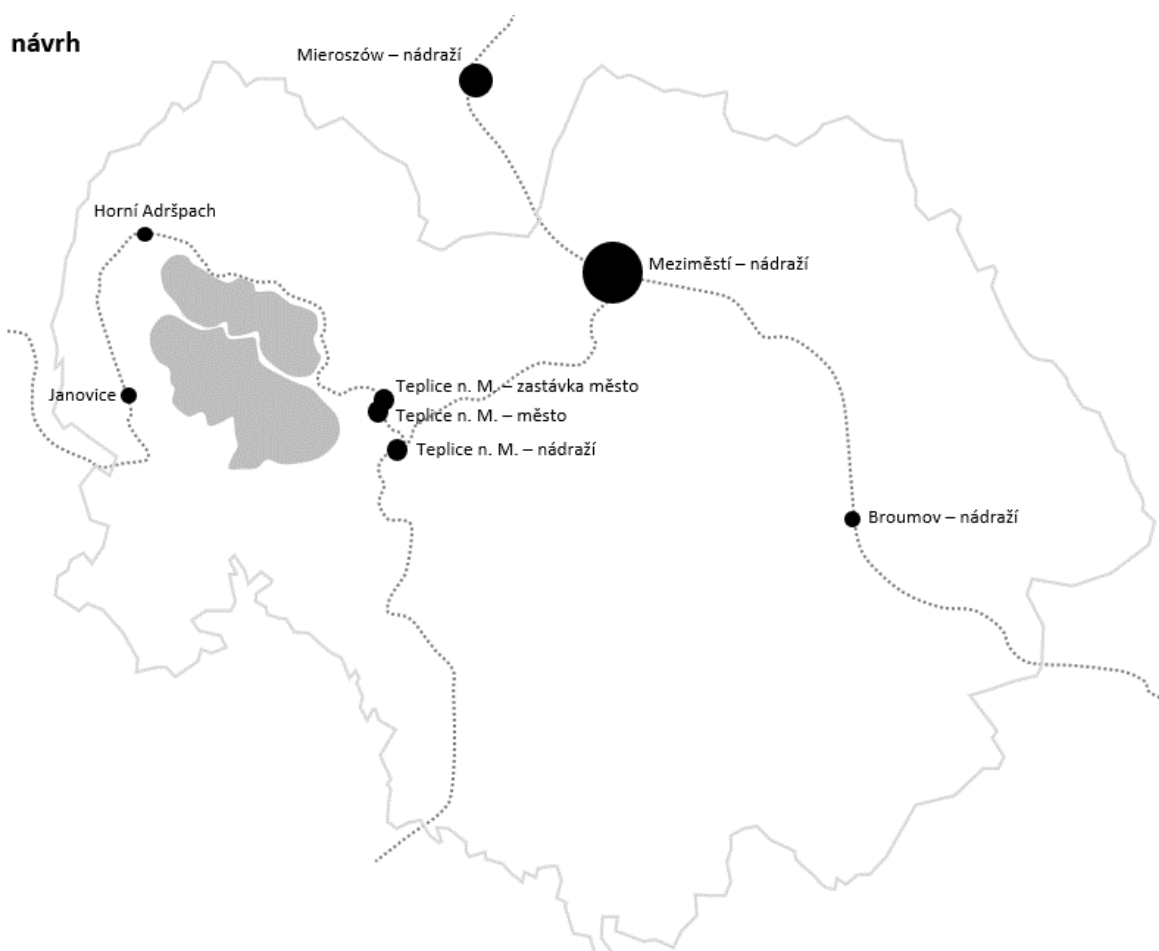 návrh
Mieroszów – nádraží
Horní Adršpach
Meziměstí – nádraží
Teplice n. M. – zastávka město
Janovice
Teplice n. M. – město
Teplice n. M. – nádraží
Broumov – nádraží